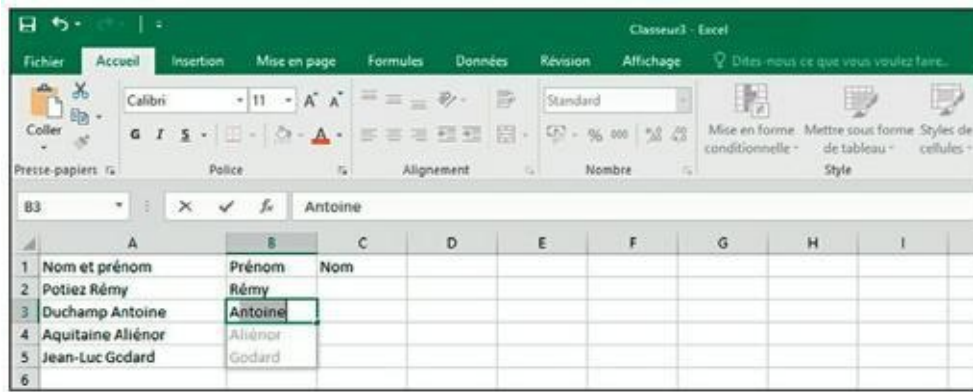 Classeur3 - Excel
Fichier Accueil Insertion Mise en page Formules Données Révision Affichage Dites-nous ce que vous voulez faire...
Calibri 11 A A Standard
Coller G I S A % 000 Mise en forme Mettre sous forme Styles de
conditionnelle de tableau cellules
Presse-papiers Police Alignement Nombre Style
B3 fx Antoine
A B C D E F G H I
1 Nom et prénom Prénom Nom
2 Potiez Rémy Rémy
3 Duchamp Antoine Antoine
4 Aquitaine Aliénor Aliénor
5 Jean-Luc Godard Godard
6